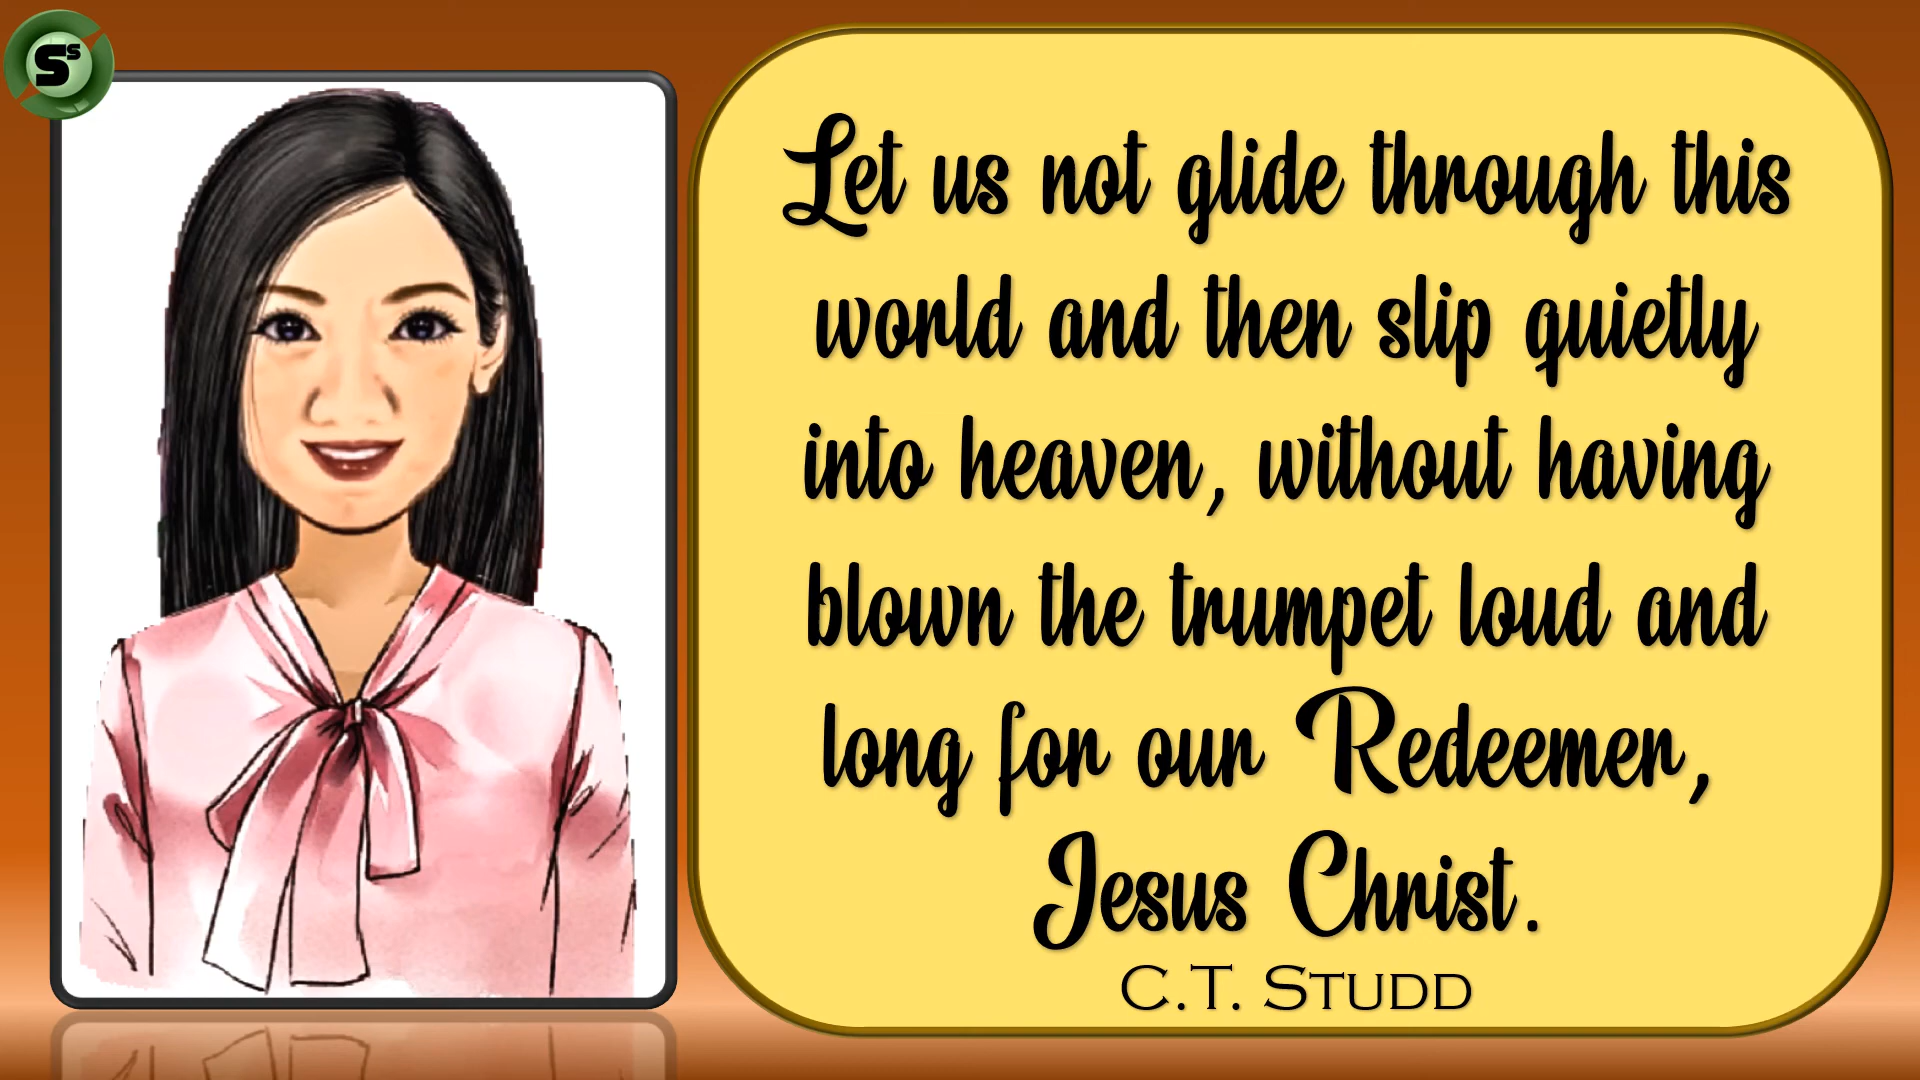 Ss
Let us not glide through this
world and then slip quietly
into heaven, without having
blown the trumpet loud and
long for our Redeemer,
Jesus Christ.
C.T. Studd